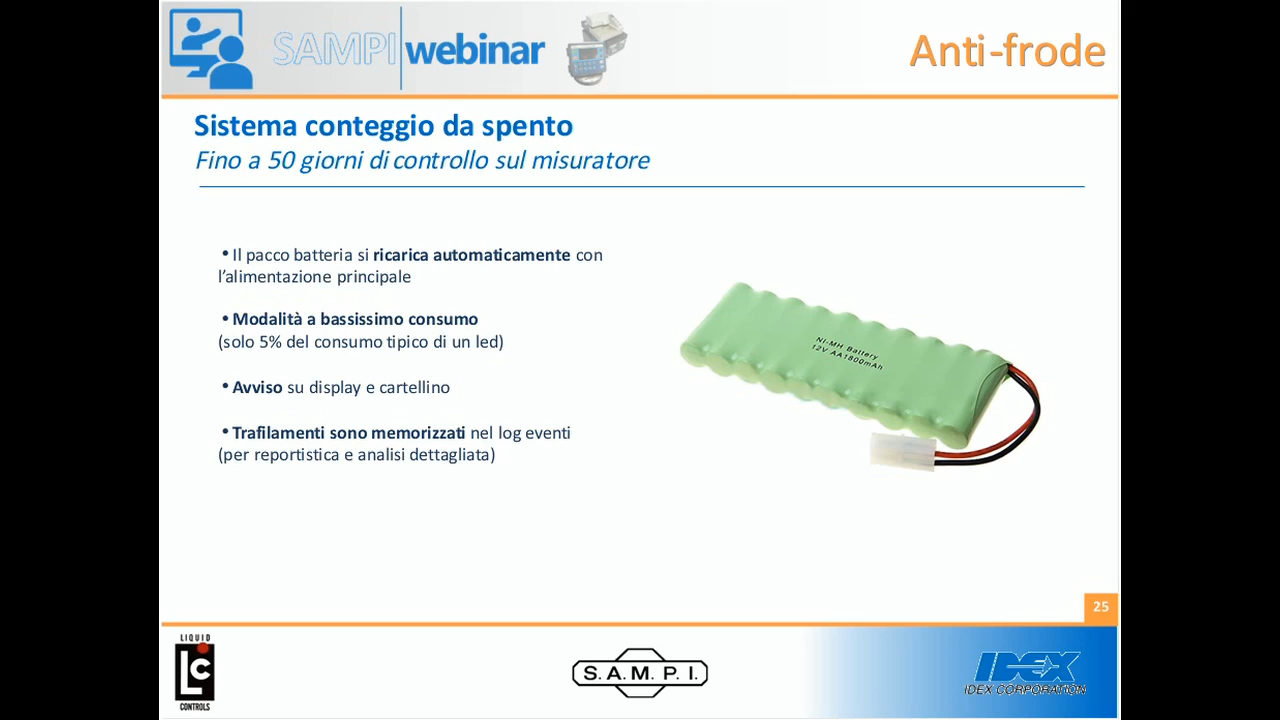 SAMPI webinar
Anti-frode
Sistema conteggio da spento
Fino a 50 giorni di controllo sul misuratore
•Il pacco batteria si ricarica automaticamente con
l’alimentazione principale
•Modalità a bassissimo consumo
(solo 5% del consumo tipico di un led)
•Avviso su display e cartellino
•Trafilamenti sono memorizzati nel log eventi
(per reportistica e analisi dettagliata)
Ni-MH Battery
12V AA1800mAh
25
LIQUID
LC
CONTROLS
S.A.M.P.I.
IDEX
IDEX CORPORATION